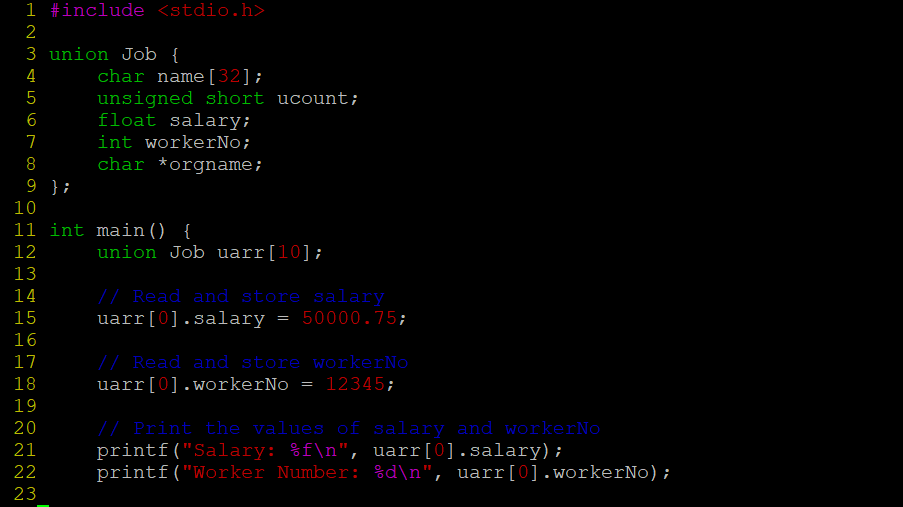 1 #include <stdio.h>
2
3 union Job {
4     char name[32];
5     unsigned short ucount;
6     float salary;
7     int workerNo;
8     char *orgname;
9 };
10
11 int main() {
12     union Job uarr[10];
13
14     // Read and store salary
15     uarr[0].salary = 50000.75;
16
17     // Read and store workerNo
18     uarr[0].workerNo = 12345;
19
20     // Print the values of salary and workerNo
21     printf("Salary: %f\n", uarr[0].salary);
22     printf("Worker Number: %d\n", uarr[0].workerNo);
23